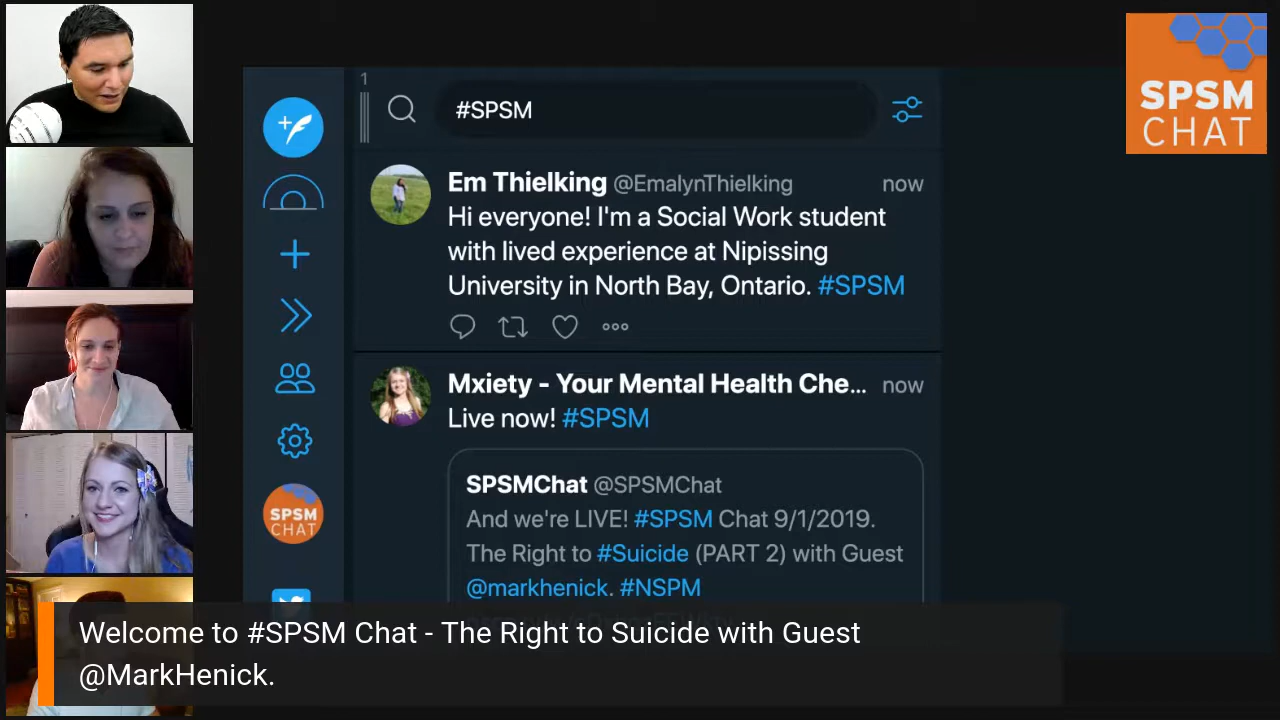 1
#SPSM
SPSM
CHAT
Em Thielking @EmalynThielking now
Hi everyone! I'm a Social Work student
with lived experience at Nipissing
University in North Bay, Ontario. #SPSM
Mxiety - Your Mental Health Che... now
Live now! #SPSM
SPSMChat @SPSMChat
And we're LIVE! #SPSM Chat 9/1/2019.
The Right to #Suicide (PART 2) with Guest
@markhenick. #NSPM
SPSM
CHAT
Welcome to #SPSM Chat - The Right to Suicide with Guest
@MarkHenick.